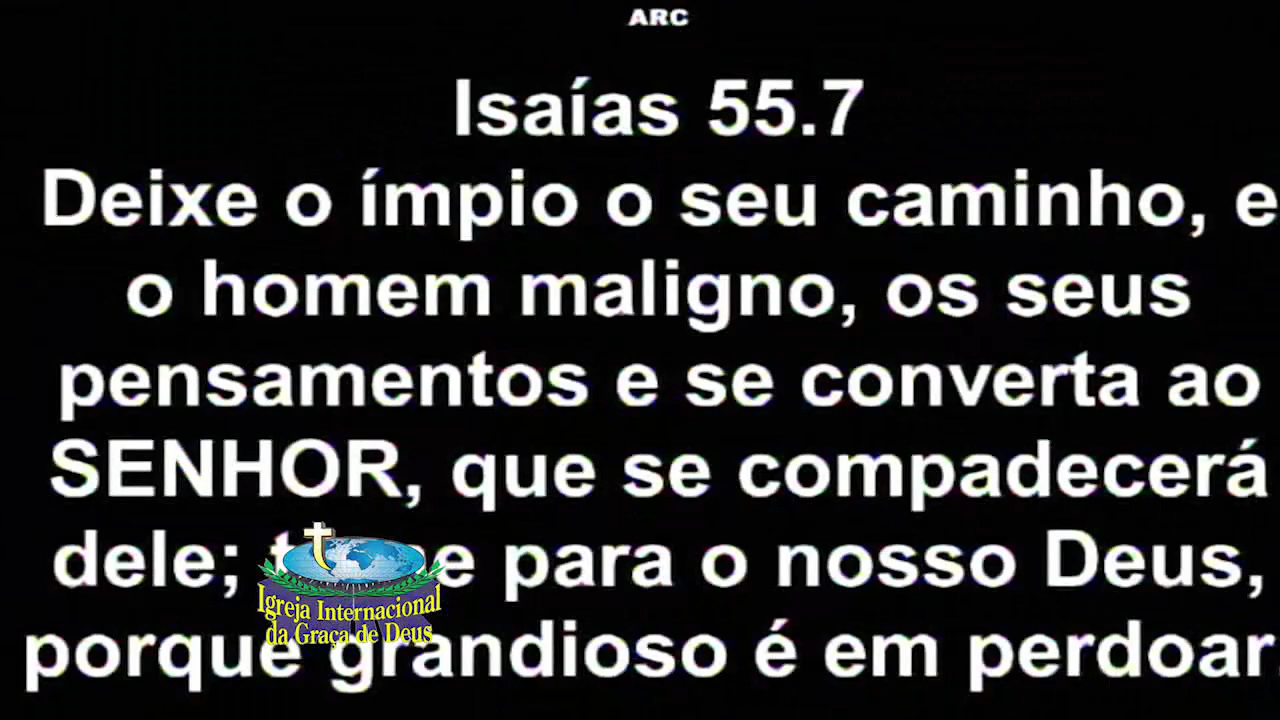 ARC
Isaías 55.7
Deixe o ímpio o seu caminho, e
o homem maligno, os seus
pensamentos e se converta ao
SENHOR, que se compadecerá
dele; para o nosso Deus,
porque grandioso é em perdoar.
Igreja Internacional
da Graça de Deus